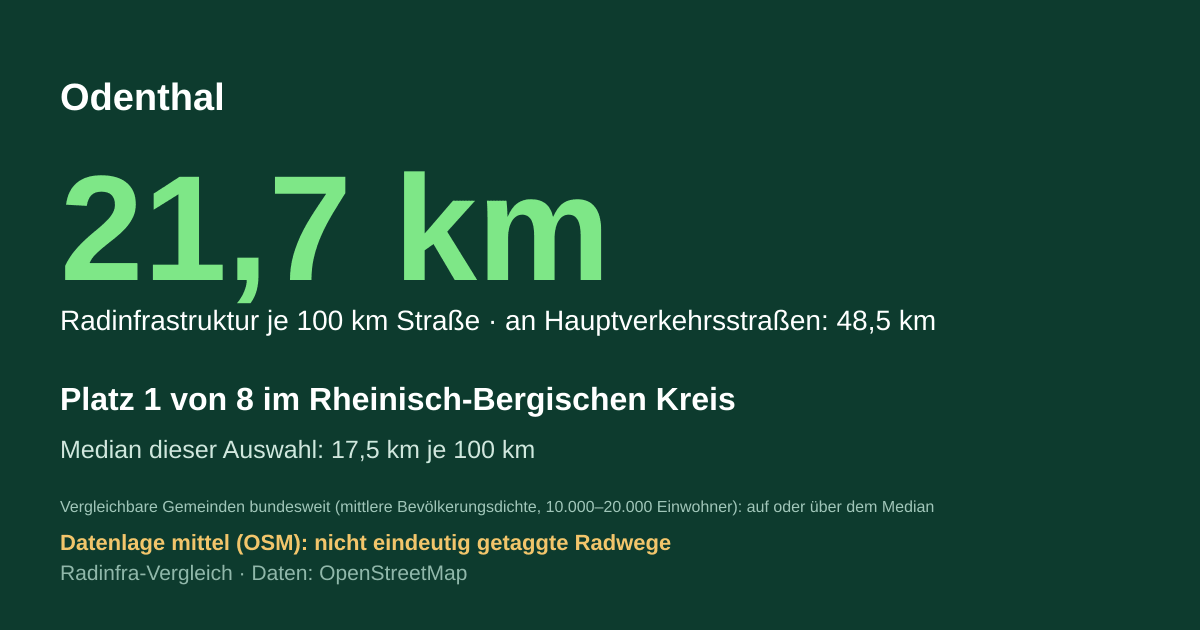 Odenthal
21,7 km
Radinfrastruktur je 100 km Straße · an Hauptverkehrsstraßen: 48,5 km
Platz 1 von 8 im Rheinisch-Bergischen Kreis
Median dieser Auswahl: 17,5 km je 100 km
Vergleichbare Gemeinden bundesweit (mittlere Bevölkerungsdichte, 10.000–20.000 Einwohner): auf oder über dem Median
Datenlage mittel (OSM): nicht eindeutig getaggte Radwege
Radinfra-Vergleich · Daten: OpenStreetMap